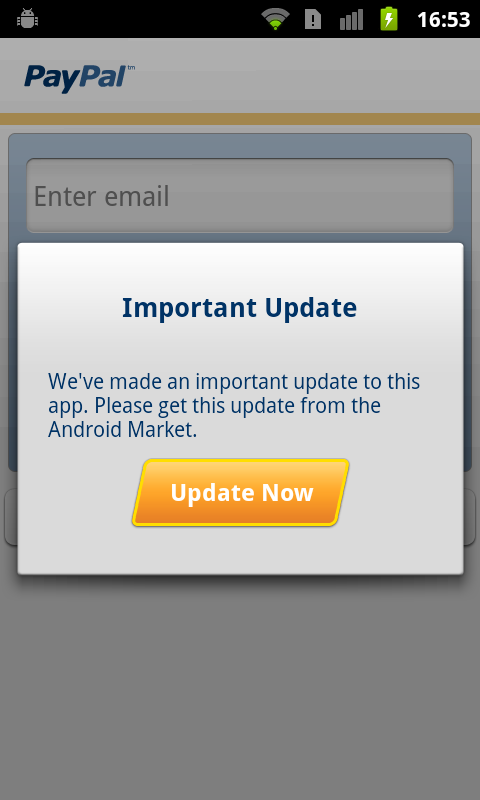 16:53
PayPal™
Enter email
Important Update
We've made an important update to this
app. Please get this update from the
Android Market.
Update Now